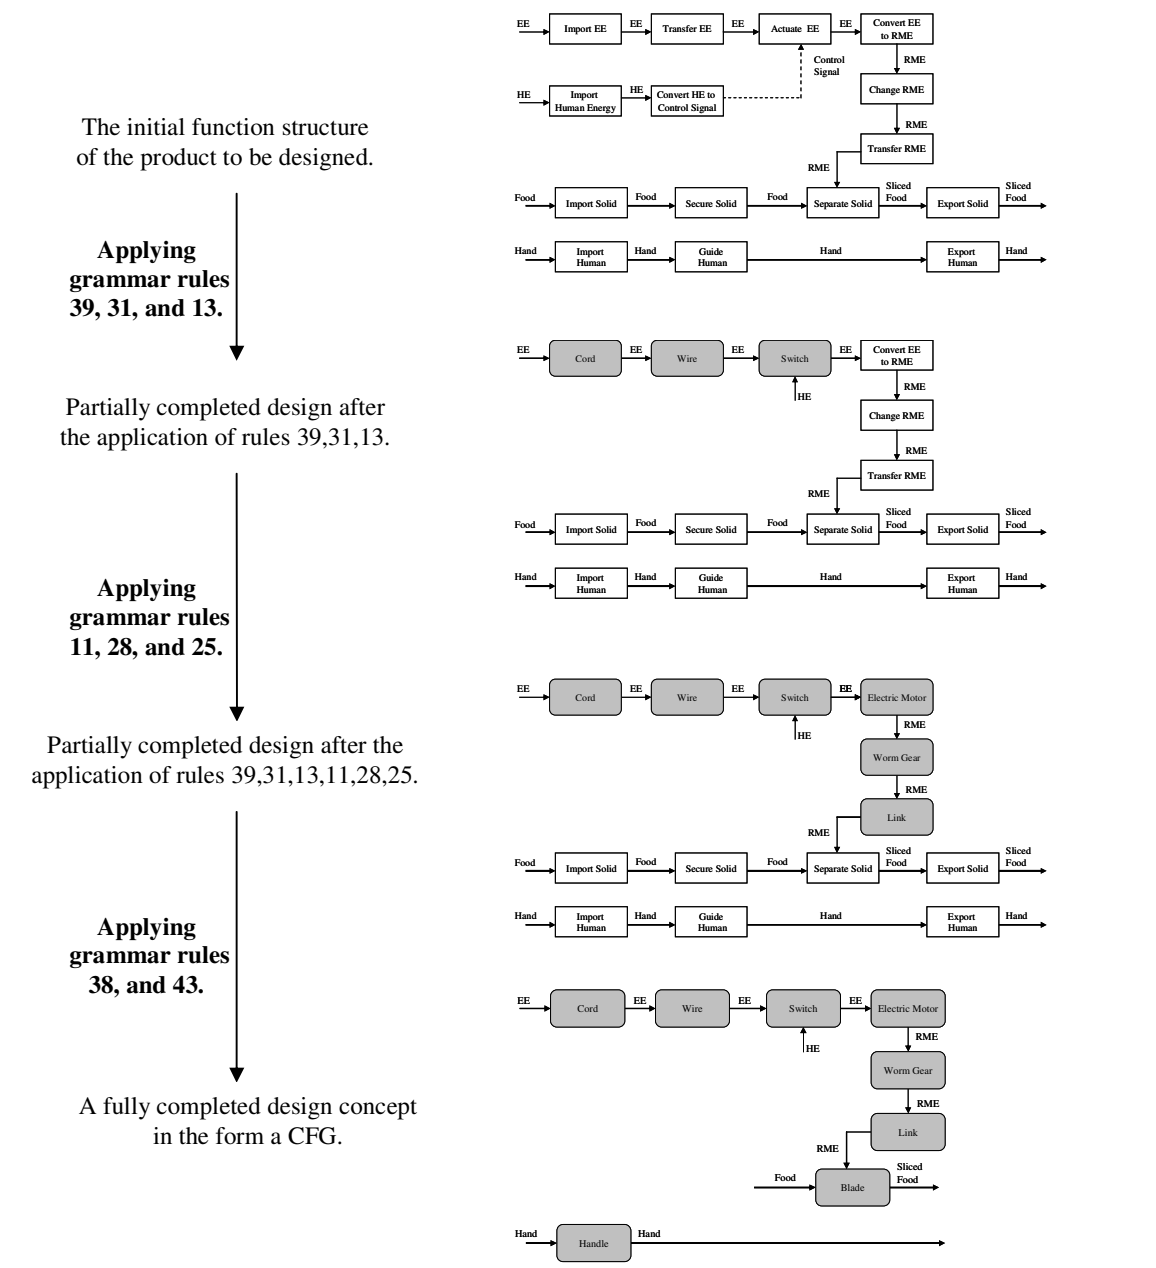 The initial function structure
of the product to be designed.
Applying
grammar rules
39, 31, and 13.
EE
Import EE
EE
Transfer EE
EE
Actuate EE
EE
Convert EE
to RME
RME
Control
Signal
HE
Import
Human Energy
HE
Convert HE to
Control Signal
Change RME
RME
Transfer RME
RME
Food
Import Solid
Food
Secure Solid
Food
Separate Solid
Sliced
Food
Export Solid
Sliced
Food
Hand
Import
Human
Hand
Guide
Human
Hand
Export
Human
Hand
Partially completed design after
the application of rules 39,31,13.
Applying
grammar rules
11, 28, and 25.
EE
Cord
EE
Wire
EE
Switch
EE
Convert EE
to RME
HE
RME
Change RME
RME
Transfer RME
RME
Food
Import Solid
Food
Secure Solid
Food
Separate Solid
Sliced
Food
Export Solid
Sliced
Food
Hand
Import
Human
Hand
Guide
Human
Hand
Export
Human
Hand
Partially completed design after the
application of rules 39,31,13,11,28,25.
Applying
grammar rules
38, and 43.
EE
Cord
EE
Wire
EE
Switch
EE
Electric Motor
HE
RME
Worm Gear
RME
Link
RME
Food
Import Solid
Food
Secure Solid
Food
Separate Solid
Sliced
Food
Export Solid
Sliced
Food
Hand
Import
Human
Hand
Guide
Human
Hand
Export
Human
Hand
A fully completed design concept
in the form a CFG.
EE
Cord
EE
Wire
EE
Switch
EE
Electric Motor
HE
RME
Worm Gear
RME
Link
RME
Food
Blade
Sliced
Food
Hand
Handle
Hand